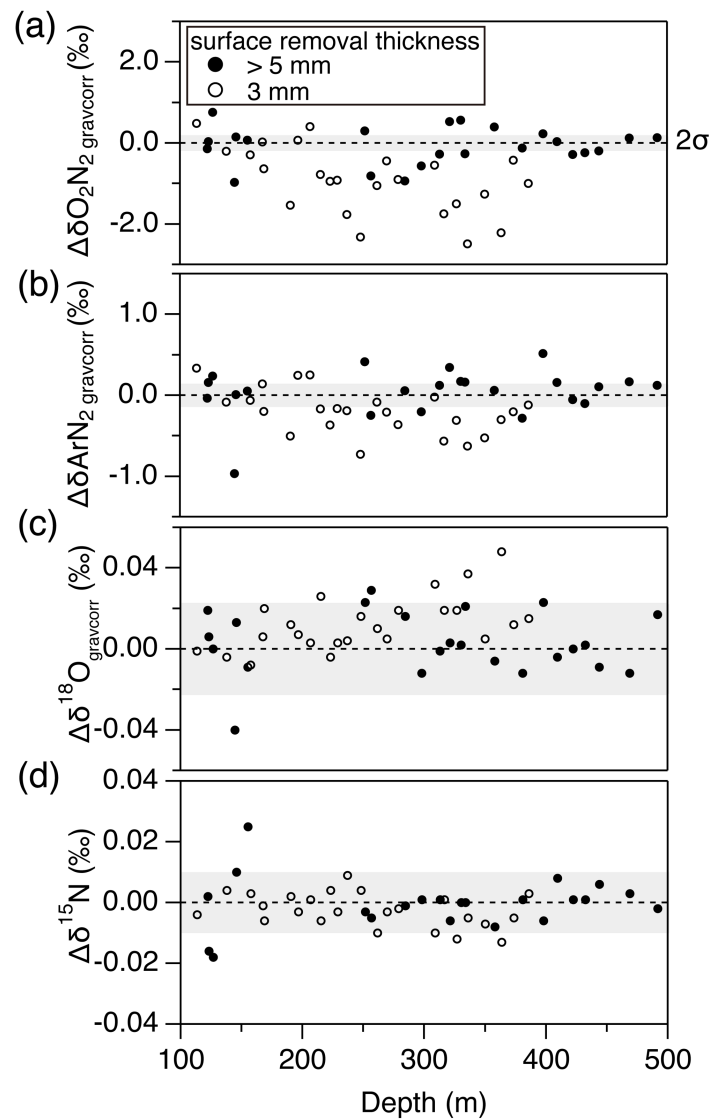 (a)
ΔδO₂N₂ gravcorr (‰)
surface removal thickness
> 5 mm
3 mm
2.0
0.0
-2.0
2σ
(b)
ΔδArN₂ gravcorr (‰)
1.0
0.0
-1.0
(c)
Δδ¹⁸O gravcorr (‰)
0.04
0.00
-0.04
(d)
Δδ¹⁵N (‰)
0.04
0.02
0.00
-0.02
-0.04
100 200 300 400 500
Depth (m)